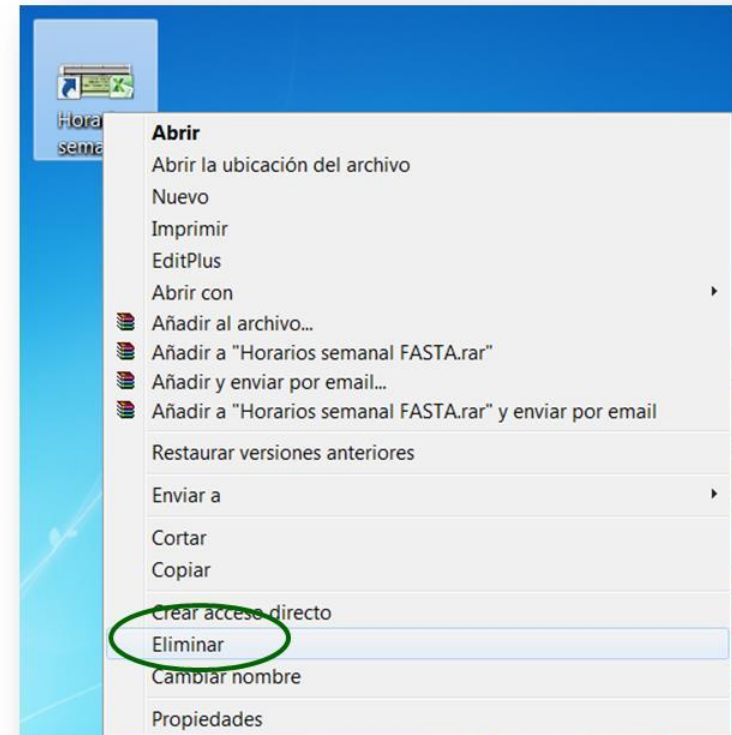 Abrir
Abrir la ubicación del archivo
Nuevo
Imprimir
EditPlus
Abrir con
Añadir al archivo...
Añadir a "Horarios semanal FASTA.rar"
Añadir y enviar por email...
Añadir a "Horarios semanal FASTA.rar" y enviar por email
Restaurar versiones anteriores
Enviar a
Cortar
Copiar
Crear acceso directo
Eliminar
Cambiar nombre
Propiedades